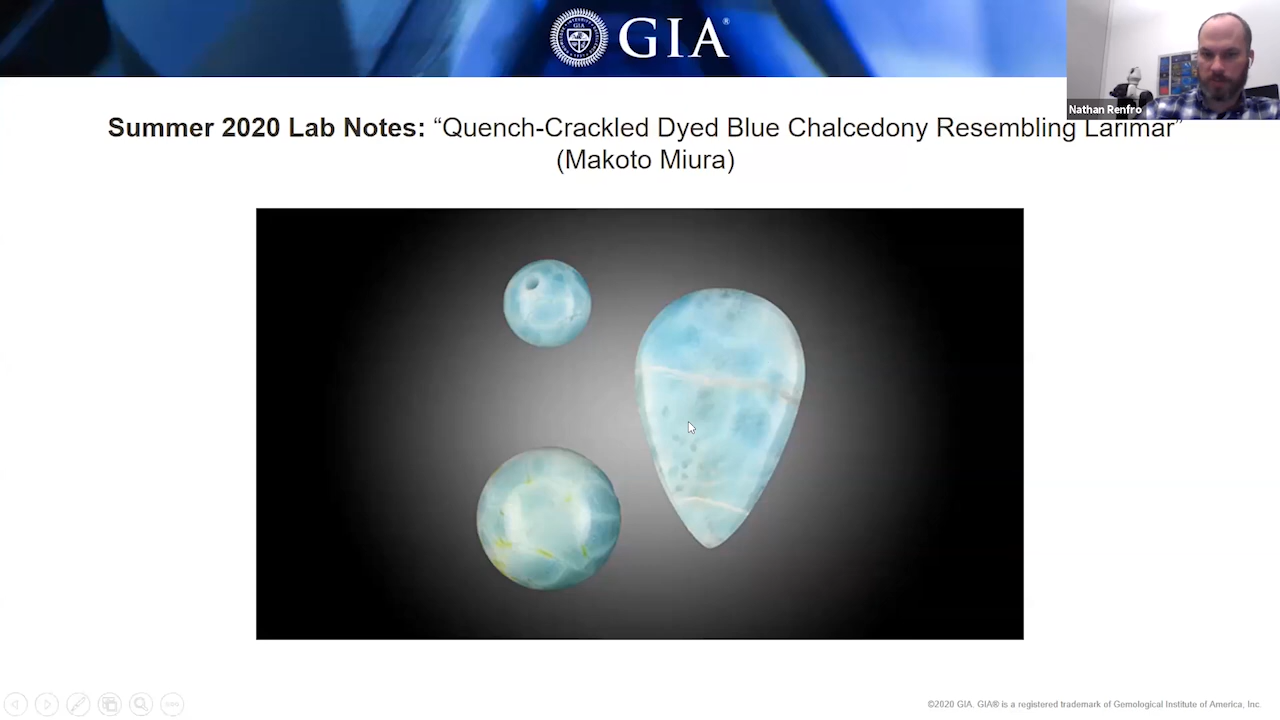 GIA®
Nathan Renfro
Summer 2020 Lab Notes: “Quench-Crackled Dyed Blue Chalcedony Resembling Larimar”
(Makoto Miura)
©2020 GIA. GIA® is a registered trademark of Gemological Institute of America, Inc.